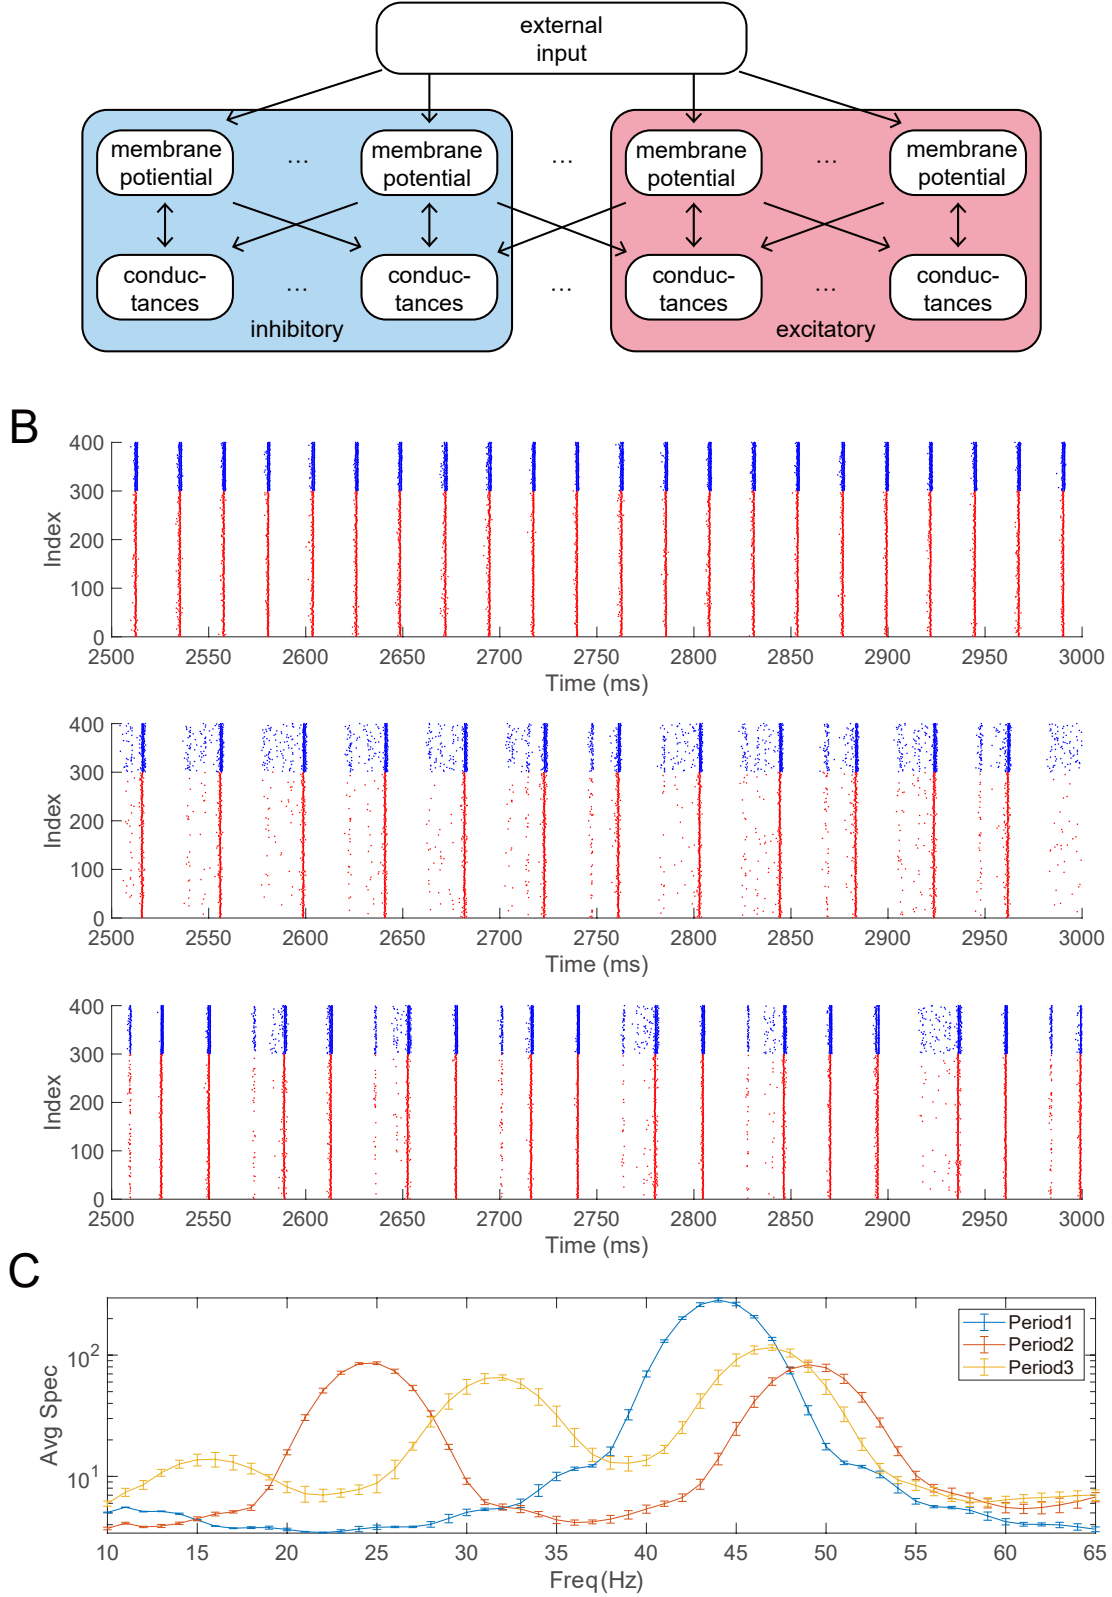 external
input
membrane
potiential
...
membrane
potential
...
membrane
potential
...
membrane
potential
conduc-
tances
...
conduc-
tances
...
conduc-
tances
...
conduc-
tances
inhibitory
excitatory
B
400
300
200
100
0
Index
2500 2550 2600 2650 2700 2750 2800 2850 2900 2950 3000
Time (ms)
400
300
200
100
0
Index
2500 2550 2600 2650 2700 2750 2800 2850 2900 2950 3000
Time (ms)
400
300
200
100
0
Index
2500 2550 2600 2650 2700 2750 2800 2850 2900 2950 3000
Time (ms)
C
Period1
Period2
Period3
10²
10¹
Avg Spec
10 15 20 25 30 35 40 45 50 55 60 65
Freq(Hz)